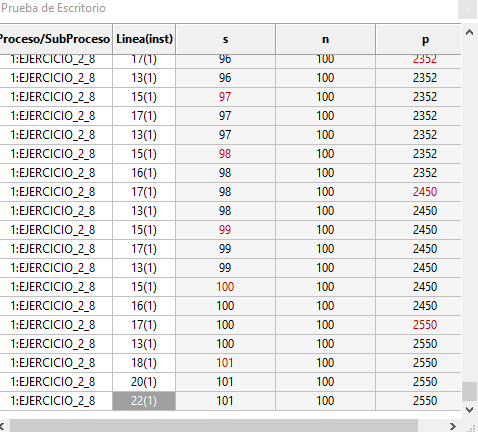 Prueba de Escritorio
Proceso/SubProceso Linea(inst) s n p
1:EJERCICIO_2_8 17(1) 96 100 2352
1:EJERCICIO_2_8 13(1) 96 100 2352
1:EJERCICIO_2_8 15(1) 97 100 2352
1:EJERCICIO_2_8 17(1) 97 100 2352
1:EJERCICIO_2_8 13(1) 97 100 2352
1:EJERCICIO_2_8 15(1) 98 100 2352
1:EJERCICIO_2_8 16(1) 98 100 2352
1:EJERCICIO_2_8 17(1) 98 100 2450
1:EJERCICIO_2_8 13(1) 98 100 2450
1:EJERCICIO_2_8 15(1) 99 100 2450
1:EJERCICIO_2_8 17(1) 99 100 2450
1:EJERCICIO_2_8 13(1) 99 100 2450
1:EJERCICIO_2_8 15(1) 100 100 2450
1:EJERCICIO_2_8 16(1) 100 100 2450
1:EJERCICIO_2_8 17(1) 100 100 2550
1:EJERCICIO_2_8 13(1) 100 100 2550
1:EJERCICIO_2_8 18(1) 101 100 2550
1:EJERCICIO_2_8 20(1) 101 100 2550
1:EJERCICIO_2_8 22(1) 101 100 2550